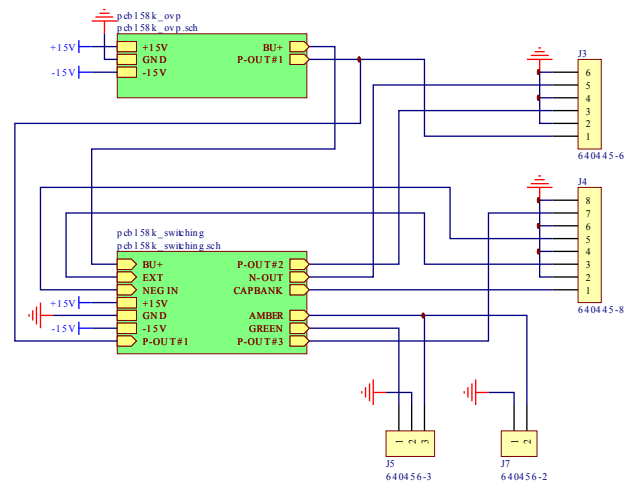 pcb158k_ovp
pcb158k_ovp.sch
+15V +15V BU+
GND P-OUT#1
-15V -15V
J3
6
5
4
3
2
1
640445-6
J4
8
7
6
5
4
3
2
1
640445-8
pcb158k_switching
pcb158k_switching.sch
BU+ P-OUT#2
EXT N-OUT
NEG IN CAPBANK
+15V +15V
GND AMBER
-15V -15V GREEN
P-OUT#1 P-OUT#3
1 2 3
J5
640456-3
1 2
J7
640456-2